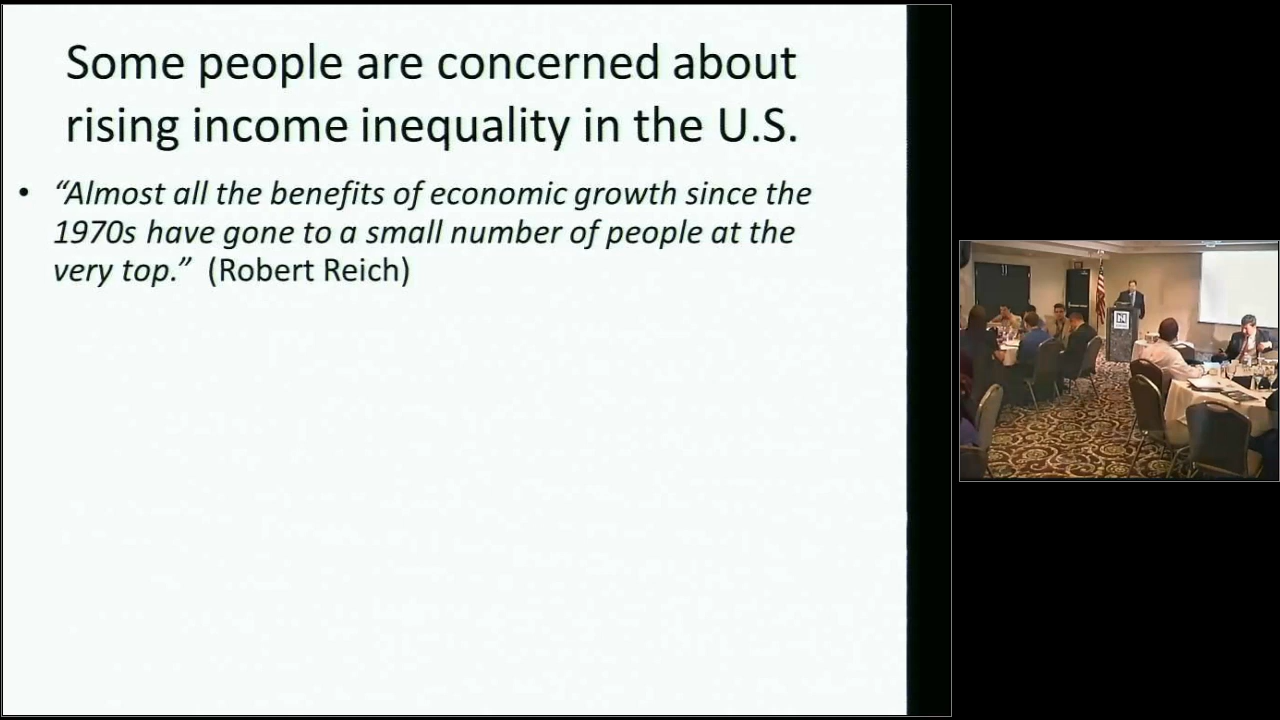 Some people are concerned about
rising income inequality in the U.S.
• “Almost all the benefits of economic growth since the
1970s have gone to a small number of people at the
very top.” (Robert Reich)